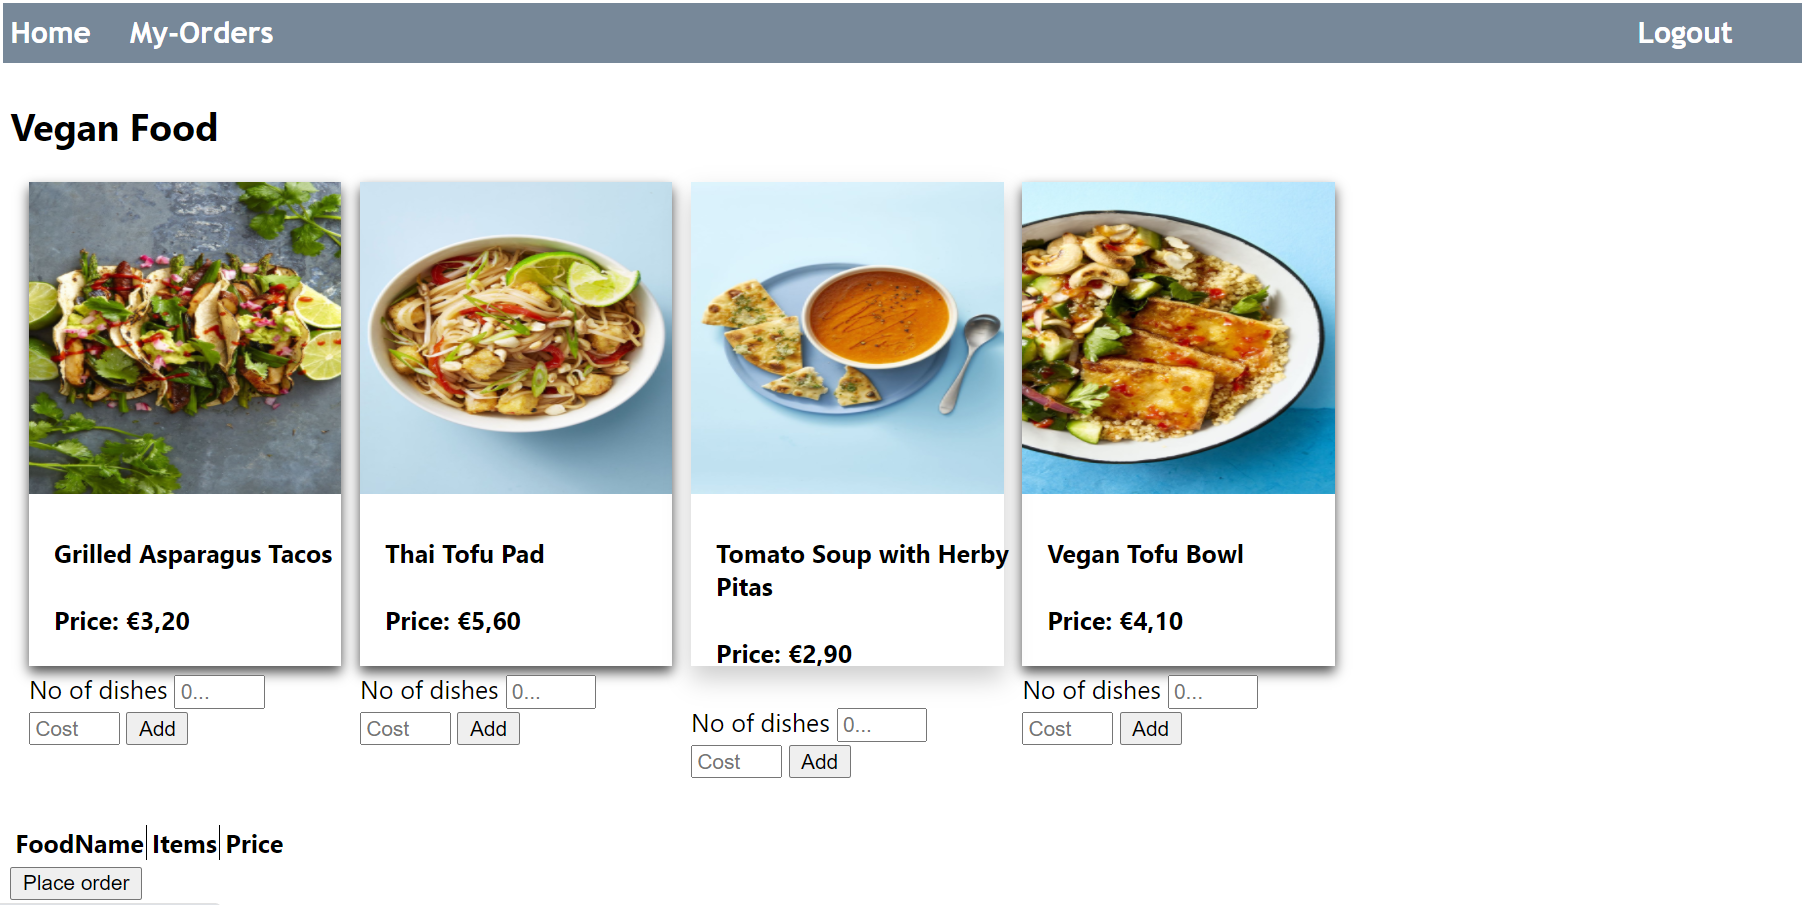 Home My-Orders Logout
Vegan Food
Grilled Asparagus Tacos
Price: €3,20
No of dishes 0...
Cost Add
Thai Tofu Pad
Price: €5,60
No of dishes 0...
Cost Add
Tomato Soup with Herby
Pitas
Price: €2,90
No of dishes 0...
Cost Add
Vegan Tofu Bowl
Price: €4,10
No of dishes 0...
Cost Add
FoodName Items Price
Place order